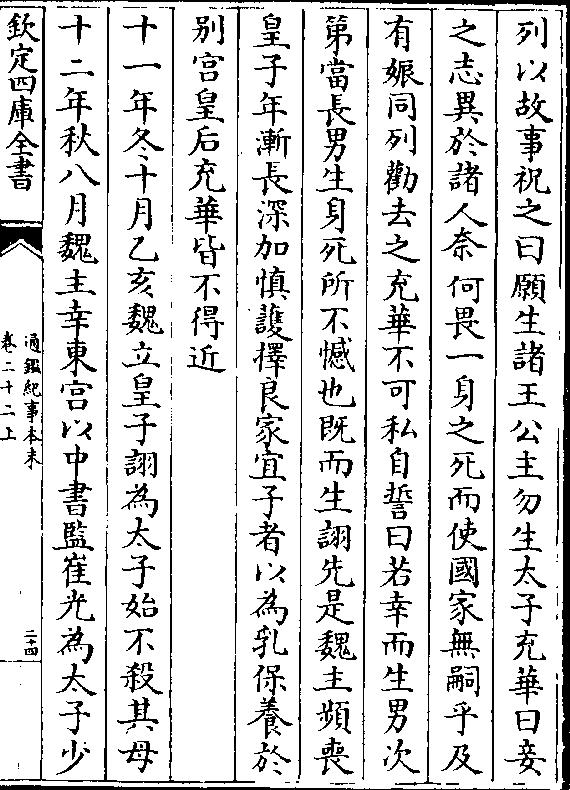 列以故事祝之曰願生諸王公主勿生太子充華曰妾
之志異於諸人奈何畏一身之死而使國家無嗣乎及
有娠同列勸去之充華不可私自誓曰若幸而生男次
第當長男生身死所不憾也既而生詡先是魏主頻喪
皇子年漸長深加慎護擇良家宜子者以為乳保養於
别宫皇后充華皆不得近
十一年冬十月乙亥魏立皇子詡為太子始不殺其母
十二年秋八月魏主幸東宫以中書監崔光為太子少
欽定四庫全書
通鑑紀事本末
卷二十二上
二十四